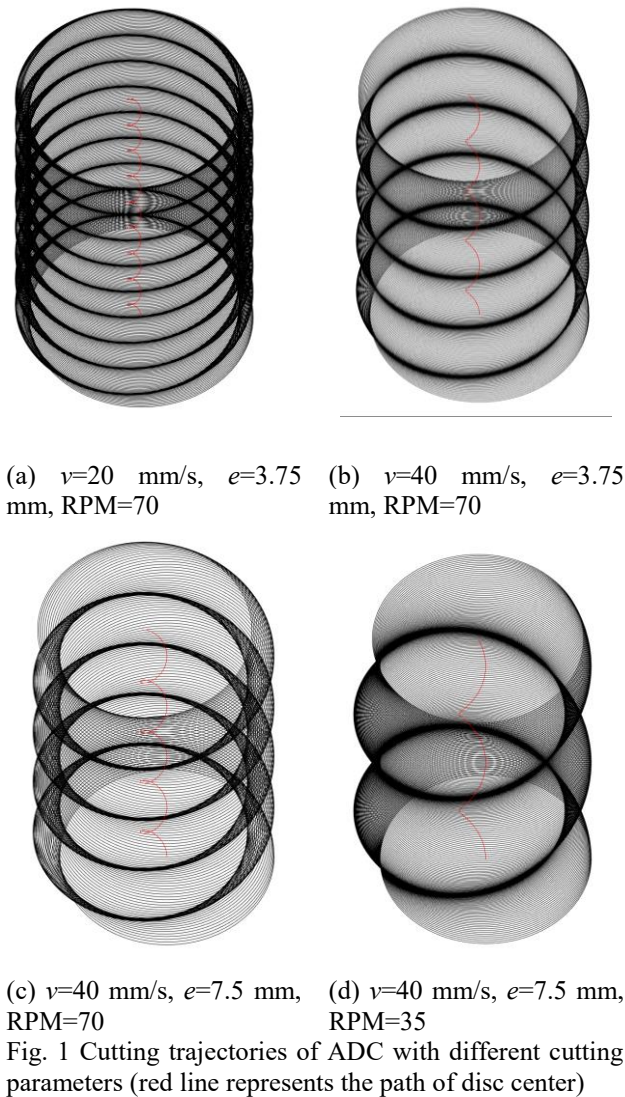 (a) v=20 mm/s, e=3.75 mm, RPM=70
(b) v=40 mm/s, e=3.75 mm, RPM=70
(c) v=40 mm/s, e=7.5 mm, RPM=70
(d) v=40 mm/s, e=7.5 mm, RPM=35
Fig. 1 Cutting trajectories of ADC with different cutting
parameters (red line represents the path of disc center)